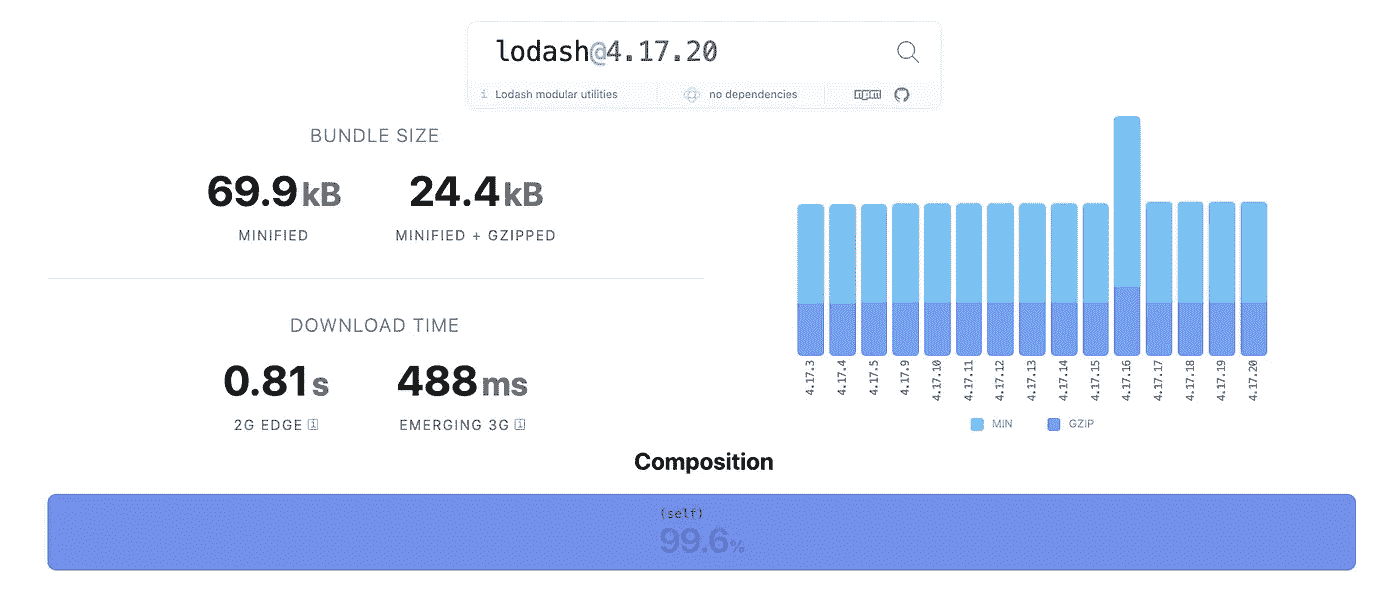 lodash@4.17.20
i Lodash modular utilities
no dependencies
npm
BUNDLE SIZE
69.9 kB
24.4 kB
MINIFIED
MINIFIED + GZIPPED
DOWNLOAD TIME
0.81 s
488 ms
2G EDGE i
EMERGING 3G i
4.17.3
4.17.4
4.17.5
4.17.9
4.17.10
4.17.11
4.17.12
4.17.13
4.17.14
4.17.15
4.17.16
4.17.17
4.17.18
4.17.19
4.17.20
MIN
GZIP
Composition
(self)
99.6%